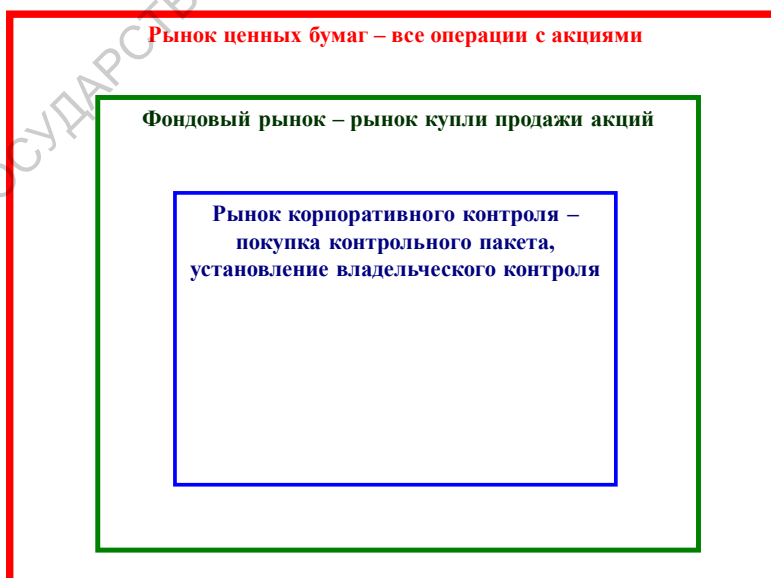 Рынок ценных бумаг – все операции с акциями
Фондовый рынок – рынок купли продажи акций
Рынок корпоративного контроля –
покупка контрольного пакета,
установление владельческого контроля